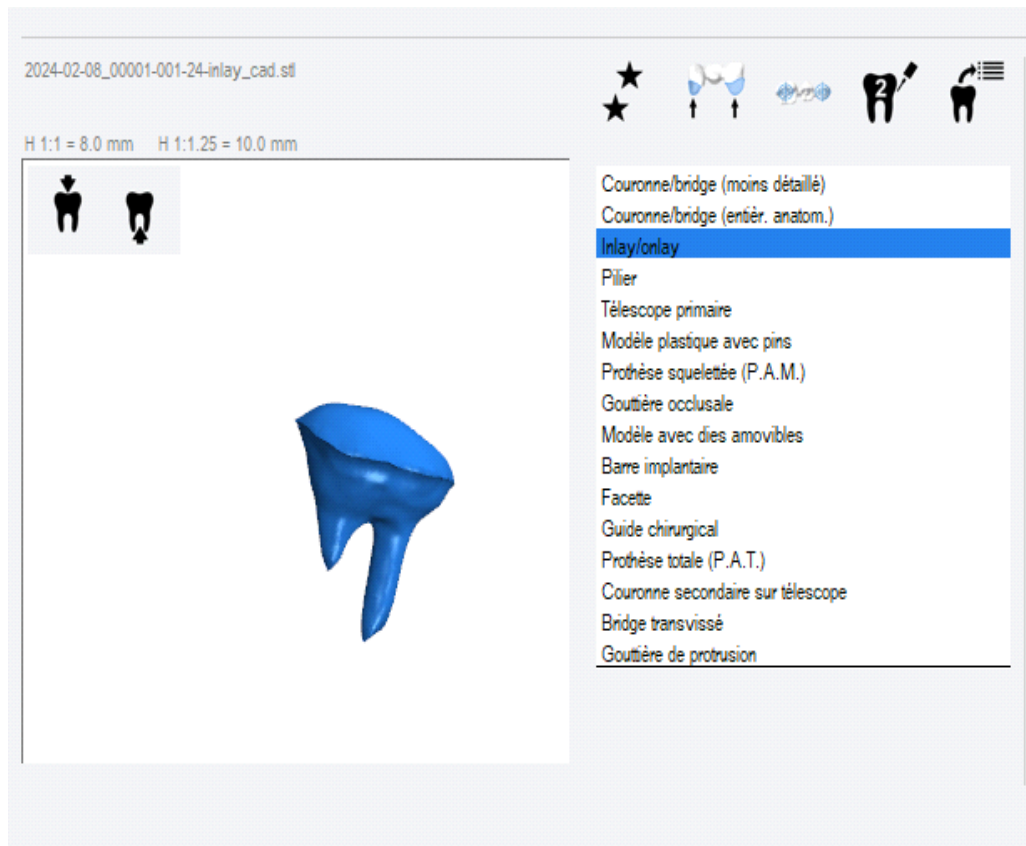 2024-02-08_00001-001-24-inlay_cad.stl
H 1:1 = 8.0 mm H 1:1.25 = 10.0 mm
2
Couronne/bridge (moins détaillé)
Couronne/bridge (entièr. anatom.)
Inlay/onlay
Pilier
Télescope primaire
Modèle plastique avec pins
Prothèse squelettée (P.A.M.)
Gouttière occlusale
Modèle avec dies amovibles
Barre implantaire
Facette
Guide chirurgical
Prothèse totale (P.A.T.)
Couronne secondaire sur télescope
Bridge transvissé
Gouttière de protrusion